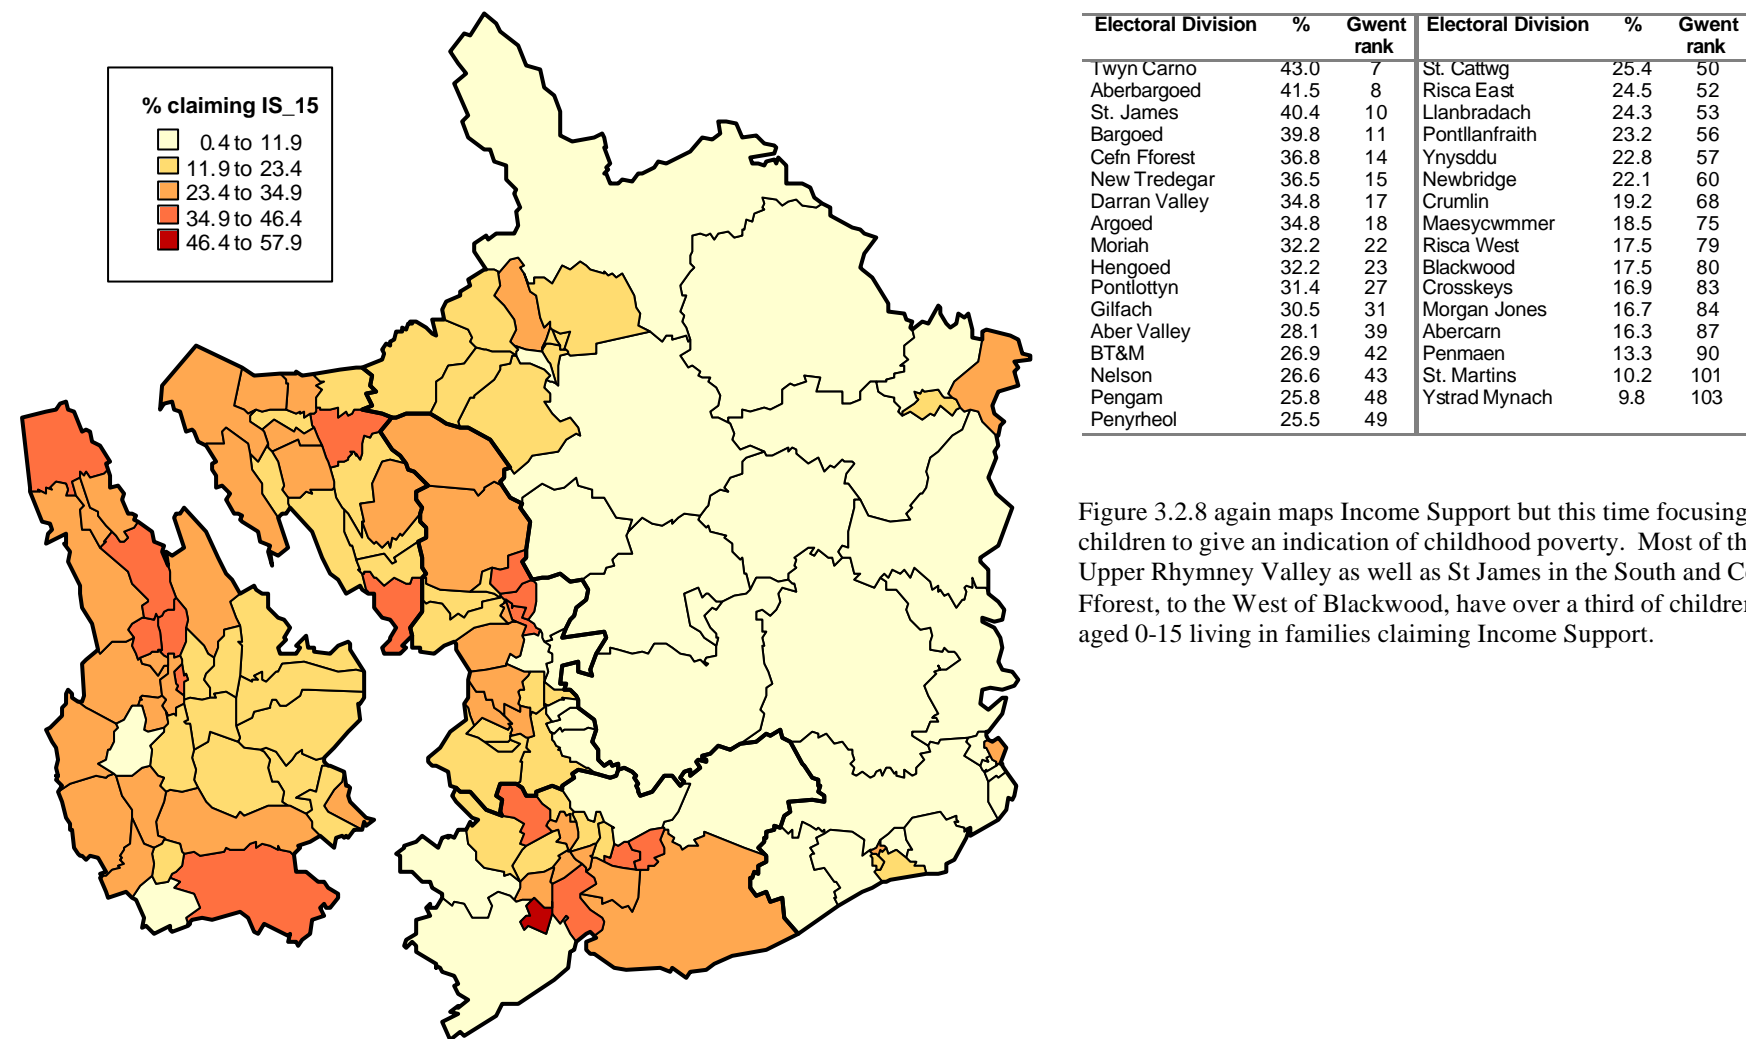 % claiming IS_15
0.4 to 11.9
11.9 to 23.4
23.4 to 34.9
34.9 to 46.4
46.4 to 57.9
Electoral Division % Gwent rank Electoral Division % Gwent rank
Twyn Carno 43.0 7 St. Cattwg 25.4 50
Aberbargoed 41.5 8 Risca East 24.5 52
St. James 40.4 10 Llanbradach 24.3 53
Bargoed 39.8 11 Pontllanfraith 23.2 56
Cefn Fforest 36.8 14 Ynysddu 22.8 57
New Tredegar 36.5 15 Newbridge 22.1 60
Darran Valley 34.8 17 Crumlin 19.2 68
Argoed 34.8 18 Maesycwmmer 18.5 75
Moriah 32.2 22 Risca West 17.5 79
Hengoed 32.2 23 Blackwood 17.5 80
Pontlottyn 31.4 27 Crosskeys 16.9 83
Gilfach 30.5 31 Morgan Jones 16.7 84
Aber Valley 28.1 39 Abercarn 16.3 87
BT&M 26.9 42 Penmaen 13.3 90
Nelson 26.6 43 St. Martins 10.2 101
Pengam 25.8 48 Ystrad Mynach 9.8 103
Penyrheol 25.5 49
Figure 3.2.8 again maps Income Support but this time focusing
children to give an indication of childhood poverty. Most of th
Upper Rhymney Valley as well as St James in the South and C
Fforest, to the West of Blackwood, have over a third of children
aged 0-15 living in families claiming Income Support.